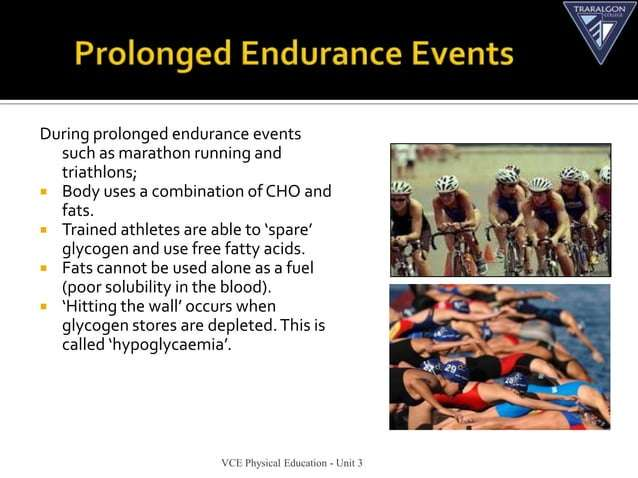 TRARALGON
COLLEGE
Prolonged Endurance Events
During prolonged endurance events
such as marathon running and
triathlons;
Body uses a combination of CHO and
fats.
Trained athletes are able to ‘spare’
glycogen and use free fatty acids.
Fats cannot be used alone as a fuel
(poor solubility in the blood).
‘Hitting the wall’ occurs when
glycogen stores are depleted. This is
called ‘hypoglycaemia’.
27
29
28
VCE Physical Education - Unit 3